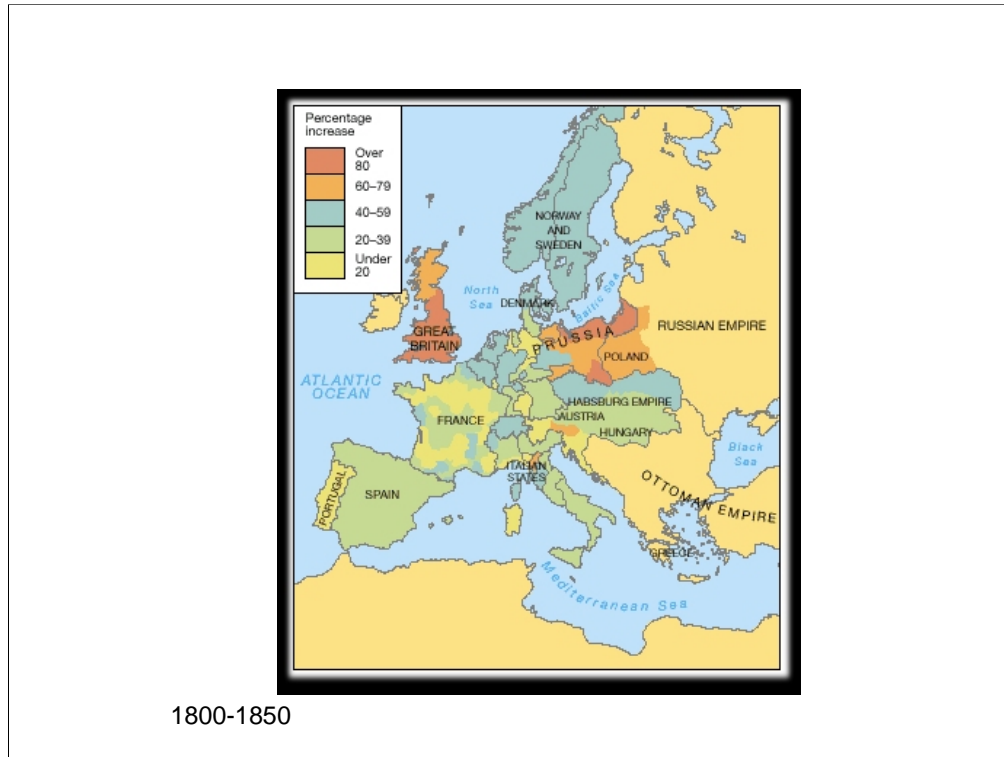 Percentage
increase
Over
80
60–79
40–59
20–39
Under
20
NORWAY
AND
SWEDEN
North
Sea
DENMARK
Baltic Sea
GREAT
BRITAIN
PRUSSIA
RUSSIAN EMPIRE
POLAND
ATLANTIC
OCEAN
HABSBURG EMPIRE
AUSTRIA
FRANCE
HUNGARY
Black
Sea
ITALIAN
STATES
PORTUGAL
SPAIN
OTTOMAN EMPIRE
GREECE
Mediterranean Sea
1800-1850